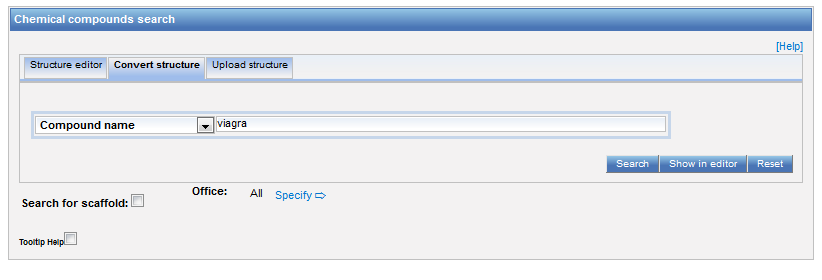 Chemical compounds search
[Help]
Structure editor Convert structure Upload structure
Compound name viagra
Search Show in editor Reset
Search for scaffold: Office: All Specify ⇨
Tooltip Help